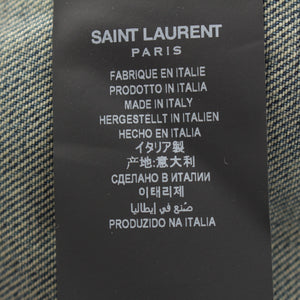 SAINT LAURENT
PARIS
FABRIQUE EN ITALIE
PRODOTTO IN ITALIA
MADE IN ITALY
HERGESTELLT IN ITALIEN
HECHO EN ITALIA
イタリア製
产地:意大利
СДЕЛАНО В ИТАЛИИ
이태리제
صنع في إيطاليا
PRODUZIDO NA ITALIA